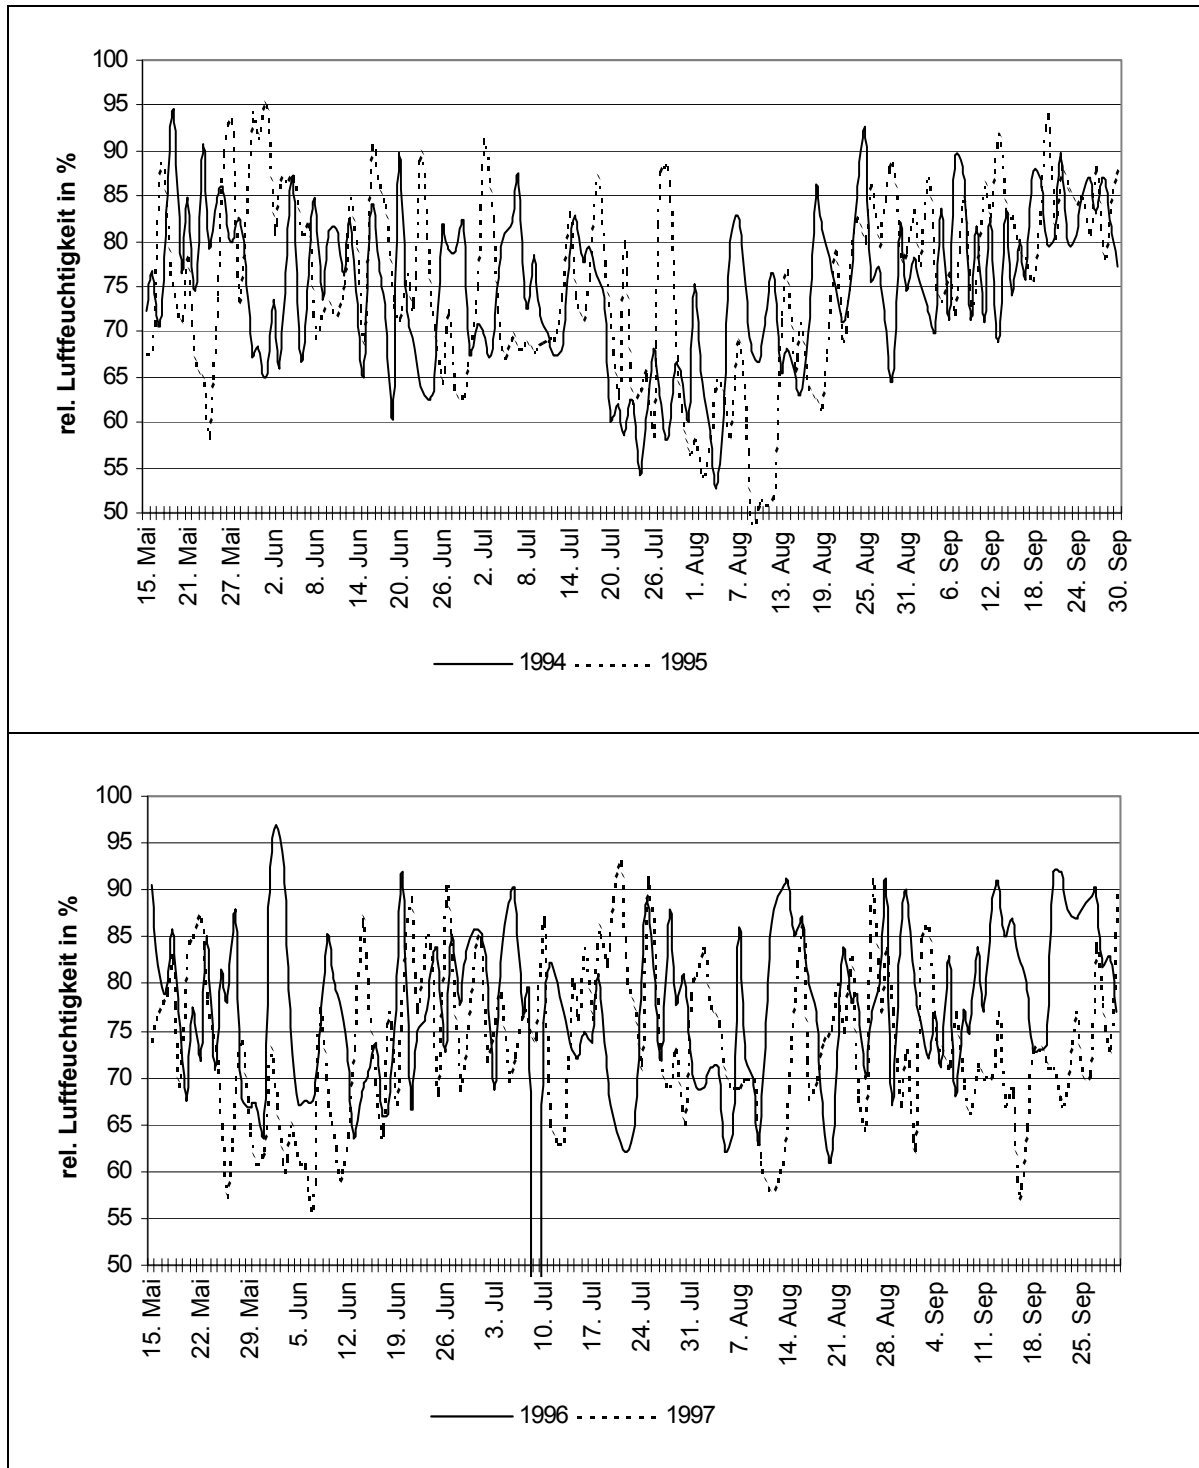 rel. Luftfeuchtigkeit in %
100
95
90
85
80
75
70
65
60
55
50
15. Mai
21. Mai
27. Mai
2. Jun
8. Jun
14. Jun
20. Jun
26. Jun
2. Jul
8. Jul
14. Jul
20. Jul
26. Jul
1. Aug
7. Aug
13. Aug
19. Aug
25. Aug
31. Aug
6. Sep
12. Sep
18. Sep
24. Sep
30. Sep
1994 1995
rel. Luftfeuchtigkeit in %
100
95
90
85
80
75
70
65
60
55
50
15. Mai
22. Mai
29. Mai
5. Jun
12. Jun
19. Jun
26. Jun
3. Jul
10. Jul
17. Jul
24. Jul
31. Jul
7. Aug
14. Aug
21. Aug
28. Aug
4. Sep
11. Sep
18. Sep
25. Sep
1996 1997